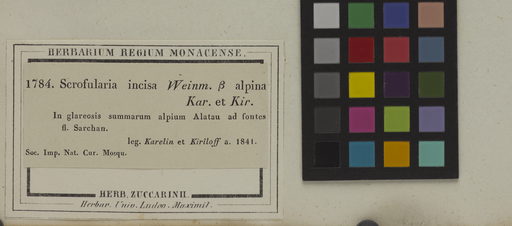 HERBARIUM REGIUM MONACENSE.
1784. Scrofularia incisa Weinm. β alpina
Kar. et Kir.
In glareosis summarum alpium Alatau ad fontes
fl. Sarchan.
leg. Karelin et Kiriloff a. 1841.
Soc. Imp. Nat. Cur. Mosqu.
HERB. ZUCCARINII.
Herbar. Univ. Ludov. Maximil.